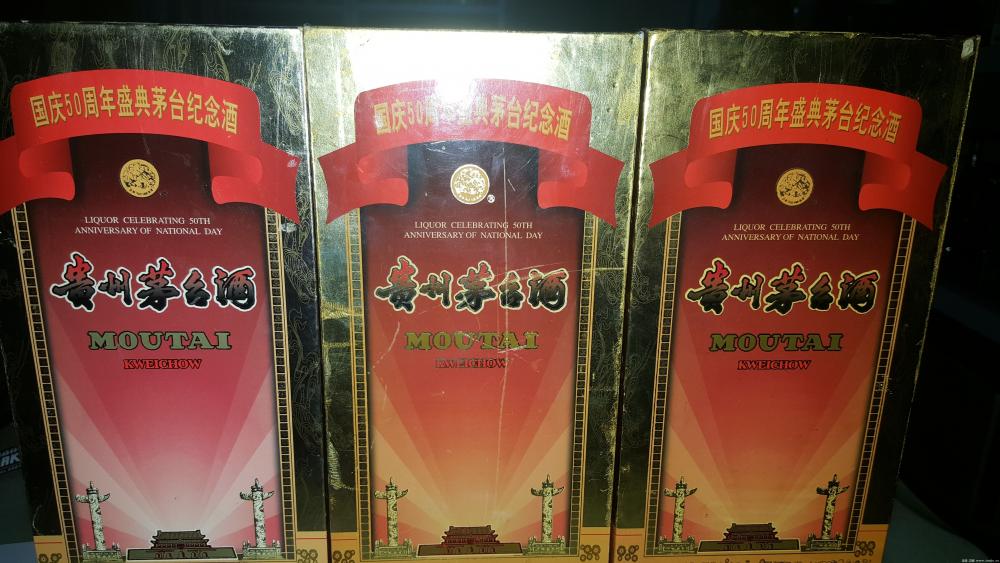 国庆50周年盛典茅台纪念酒
LIQUOR CELEBRATING 50TH
ANNIVERSARY OF NATIONAL DAY
贵州茅台酒
MOUTAI
KWEICHOW
国庆50周年盛典茅台纪念酒
®
LIQUOR CELEBRATING 50TH
ANNIVERSARY OF NATIONAL DAY
贵州茅台酒
MOUTAI
KWEICHOW
国庆50周年盛典茅台纪念酒
LIQUOR CELEBRATING 50TH
ANNIVERSARY OF NATIONAL DAY
贵州茅台酒
MOUTAI
KWEICHOW